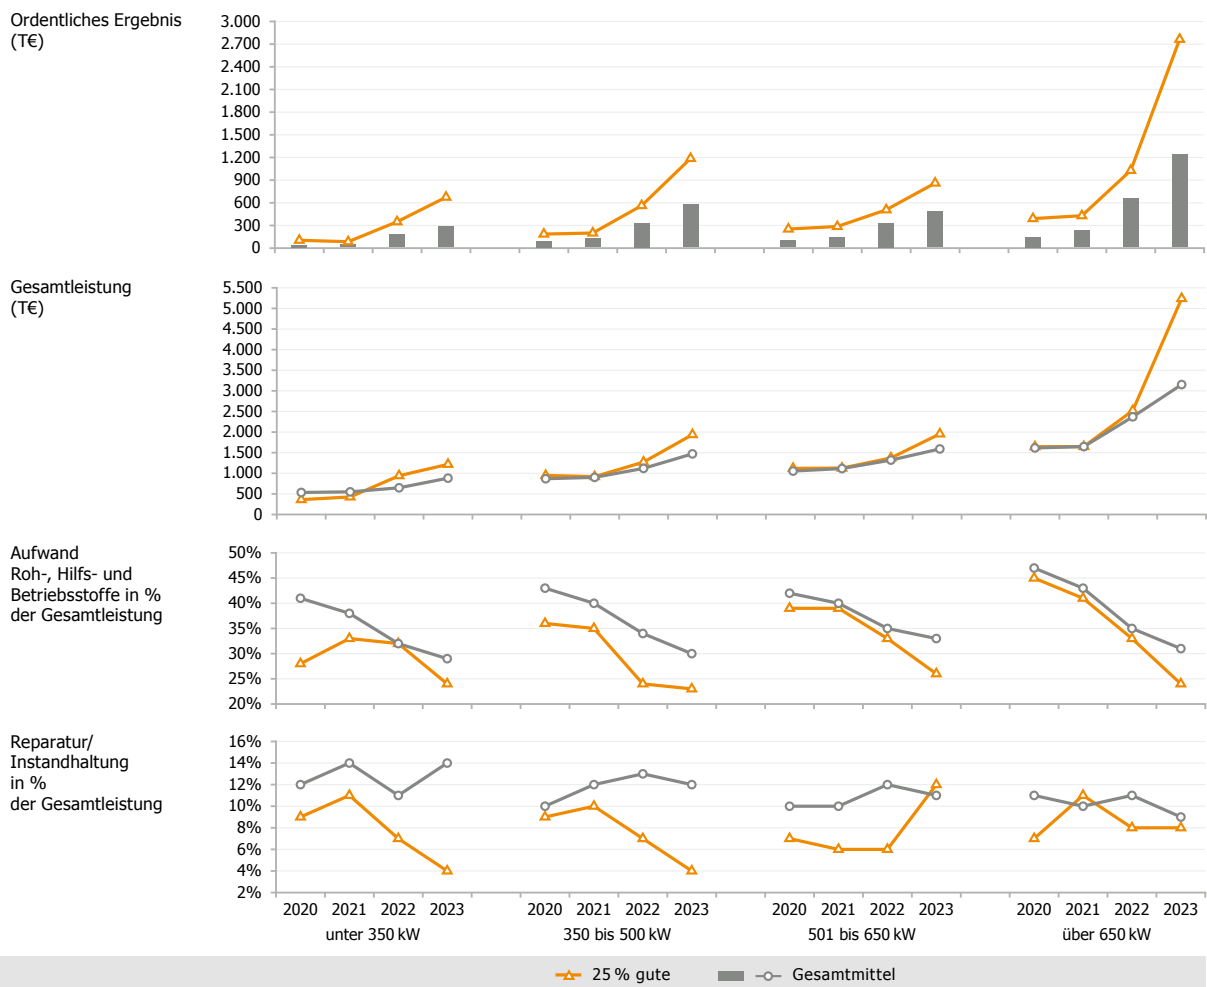 Ordentliches Ergebnis
(T€)
3.000
2.700
2.400
2.100
1.800
1.500
1.200
900
600
300
0
Gesamtleistung
(T€)
5.500
5.000
4.500
4.000
3.500
3.000
2.500
2.000
1.500
1.000
500
0
Aufwand
Roh-, Hilfs- und
Betriebsstoffe in %
der Gesamtleistung
50%
45%
40%
35%
30%
25%
20%
Reparatur/
Instandhaltung
in %
der Gesamtleistung
16%
14%
12%
10%
8%
6%
4%
2%
2020 2021 2022 2023 2020 2021 2022 2023 2020 2021 2022 2023 2020 2021 2022 2023
unter 350 kW 350 bis 500 kW 501 bis 650 kW über 650 kW
25 % gute Gesamtmittel